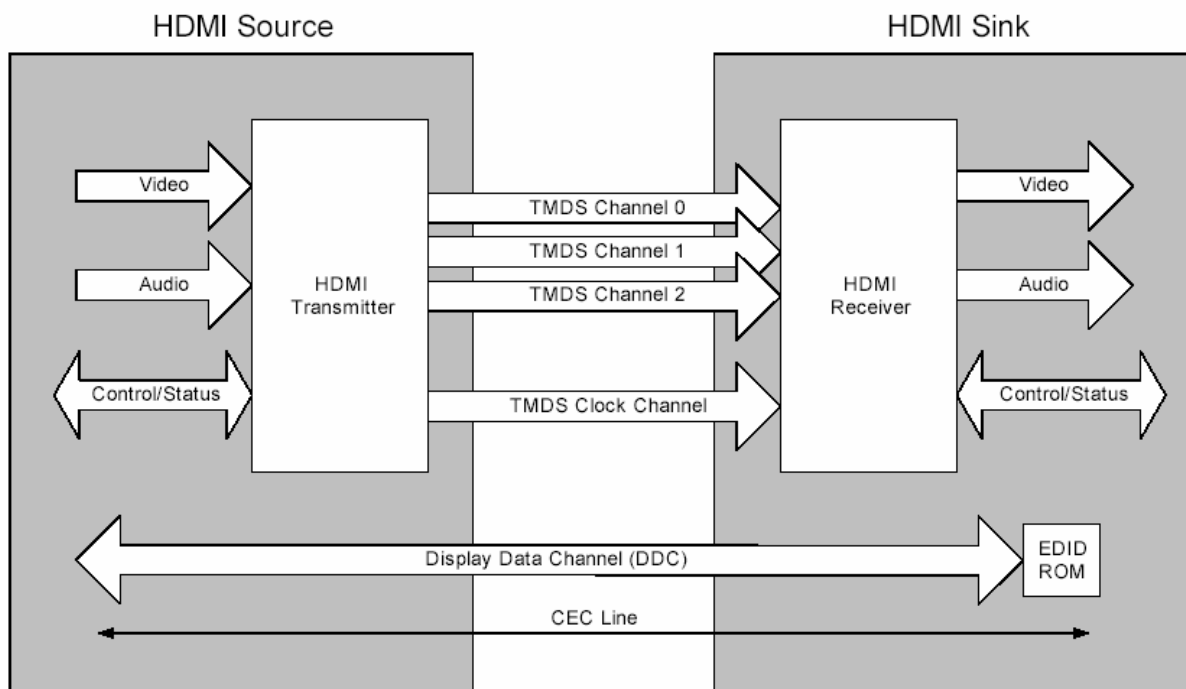 HDMI Source
HDMI Sink
Video
Audio
Control/Status
HDMI
Transmitter
TMDS Channel 0
TMDS Channel 1
TMDS Channel 2
TMDS Clock Channel
HDMI
Receiver
Video
Audio
Control/Status
Display Data Channel (DDC)
EDID
ROM
CEC Line